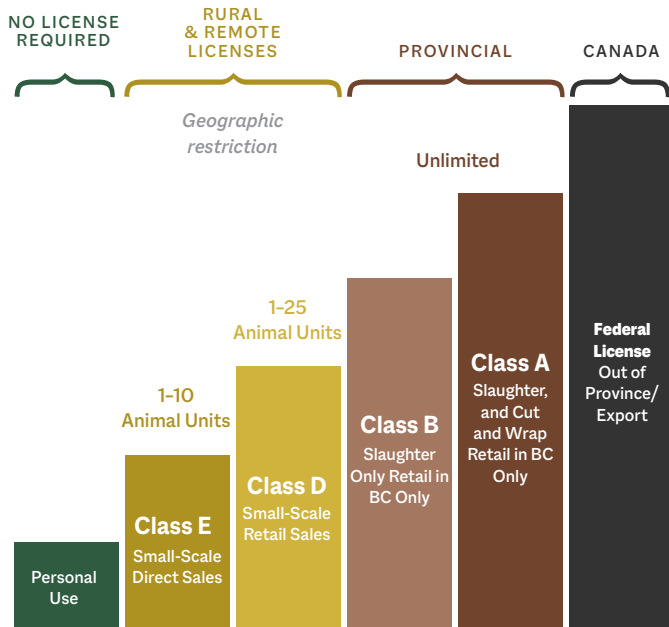 NO LICENSE
REQUIRED
RURAL
& REMOTE
LICENSES
PROVINCIAL
CANADA
Geographic
restriction
Unlimited
1–25
Animal Units
1–10
Animal Units
Personal
Use
Class E
Small-Scale
Direct Sales
Class D
Small-Scale
Retail Sales
Class B
Slaughter
Only Retail in
BC Only
Class A
Slaughter,
and Cut
and Wrap
Retail in BC
Only
Federal
License
Out of
Province/
Export